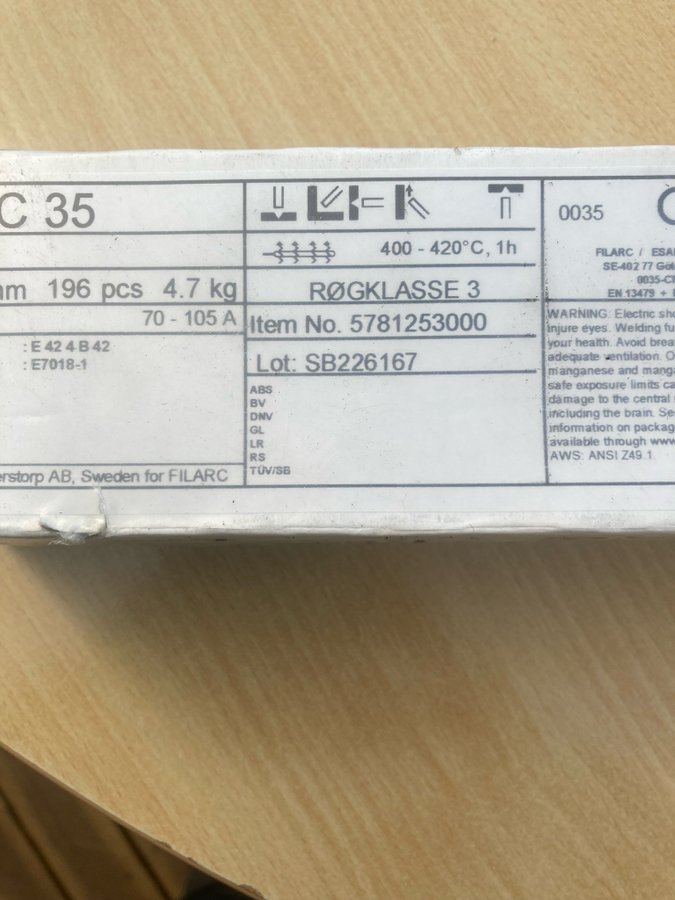 C 35
mm 196 pcs 4.7 kg
70 - 105 A
: E 42 4 B 42
: E7018-1
erstorp AB, Sweden for FILARC
400 - 420°C, 1h
RØGKLASSE 3
Item No. 5781253000
Lot: SB226167
ABS
BV
DNV
GL
LR
RS
TÜV/SB
0035
FILARC / ESA
SE-402 77 Göt
0035-C
EN 13479 +
WARNING: Electric sho
injure eyes. Welding fu
your health. Avoid brea
adequate ventilation. O
manganese and manga
safe exposure limits ca
damage to the central
including the brain. Se
information on packag
available through www
AWS: ANSI Z49.1